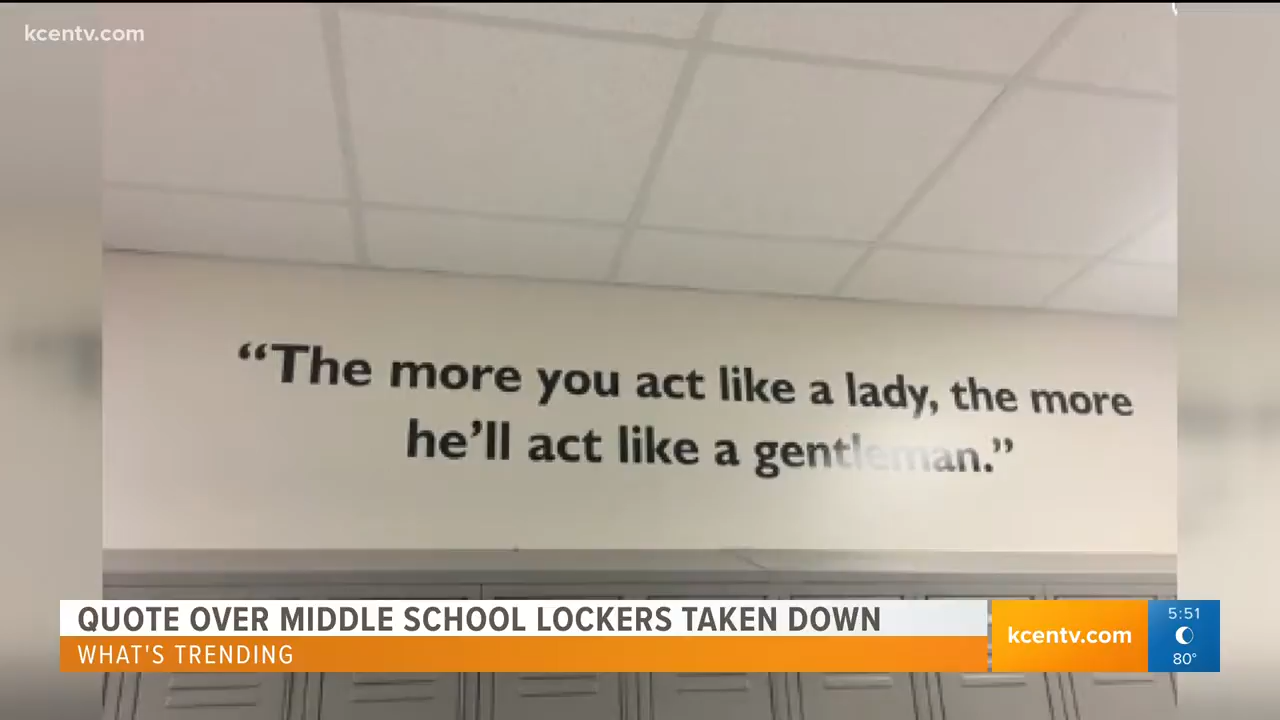 kcentv.com
“The more you act like a lady, the more
he’ll act like a gentleman.”
QUOTE OVER MIDDLE SCHOOL LOCKERS TAKEN DOWN
WHAT'S TRENDING
kcentv.com
5:51
80°